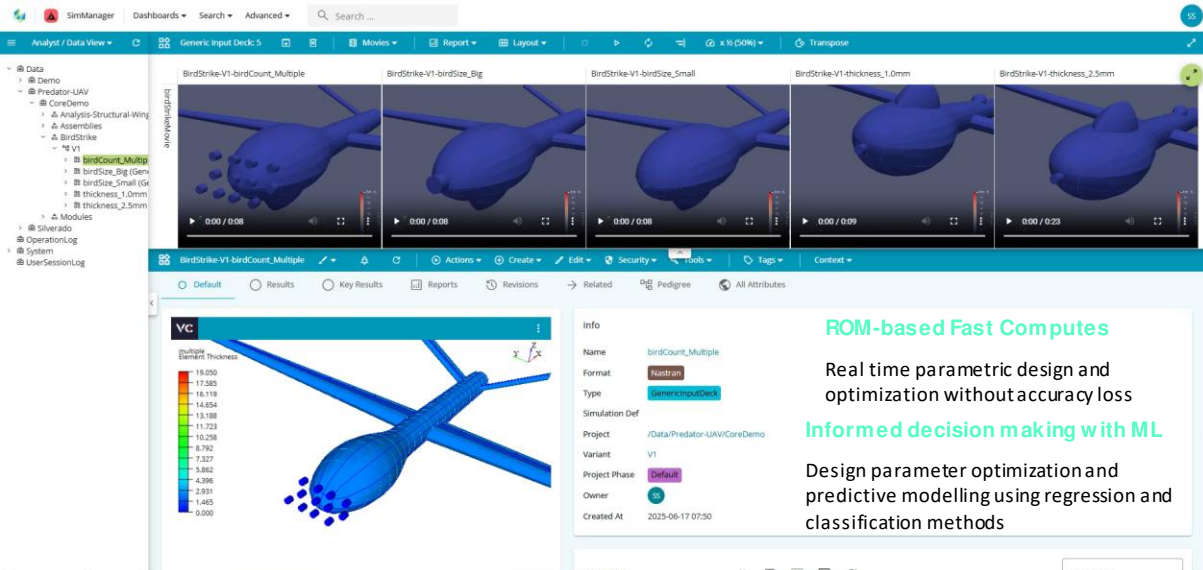 SimManager Dashboards Search Advanced Search ... SS
Analyst / Data View Generic Input Deck: 5 Movies Report Layout x ½ (50%) Transpose
Data
Demo
Predator-UAV
CoreDemo
Analysis-Structural-Wing
Assemblies
BirdStrike
V1
birdCount_Multip
birdSize_Big (Gene
birdSize_Small (Ge
thickness_1.0mm
thickness_2.5mm
Modules
Silverado
OperationLog
System
UserSessionLog
BirdStrike-V1-birdCount_Multiple BirdStrike-V1-birdSize_Big BirdStrike-V1-birdSize_Small BirdStrike-V1-thickness_1.0mm BirdStrike-V1-thickness_2.5mm
birdStrikeMovie
0:00 / 0:08 0:00 / 0:08 0:00 / 0:08 0:00 / 0:09 0:00 / 0:23
BirdStrike-V1-birdCount_Multiple Actions Create Edit Security Tools Tags Context
Default Results Key Results Reports Revisions Related Pedigree All Attributes
VC
multiple
Element Thickness
19.050
17.585
16.119
14.654
13.188
11.723
10.258
8.792
7.327
5.862
4.396
2.931
1.465
0.000
Z
Y X
Info
Name birdCount_Multiple
Format Nastran
Type GenericInputDeck
Simulation Def
Project /Data/Predator-UAV/CoreDemo
Variant V1
Project Phase Default
Owner SS
Created At 2025-06-17 07:50
ROM-based Fast Computes
Real time parametric design and
optimization without accuracy loss
Informed decision making with ML
Design parameter optimization and
predictive modelling using regression and
classification methods